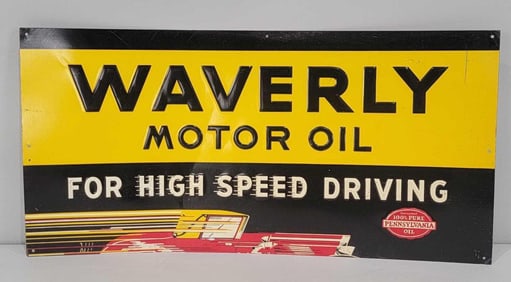 WAVERLY
MOTOR OIL
FOR HIGH SPEED DRIVING
100% PURE
PENNSYLVANIA
OIL